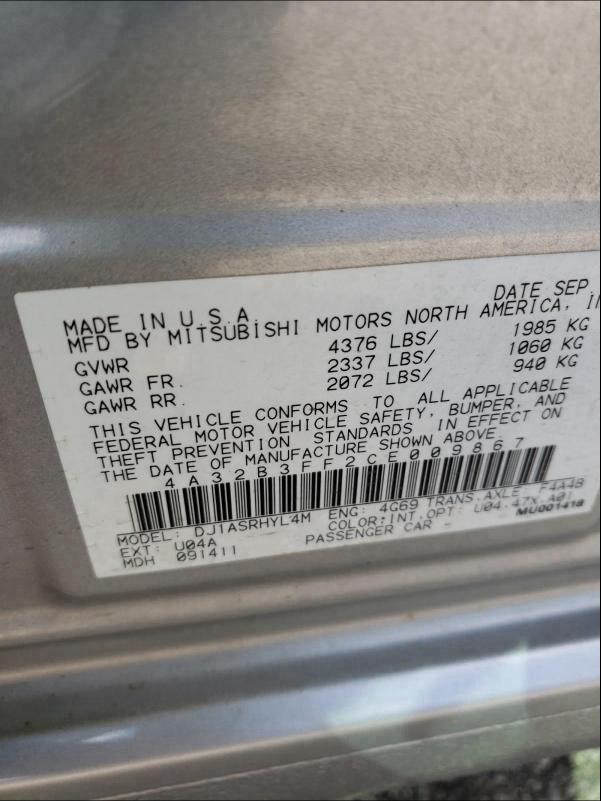 DATE SEP.
MADE IN U.S.A.
MFD BY MITSUBISHI MOTORS NORTH AMERICA, IN
GVWR 4376 LBS/ 1985 KG
GAWR FR. 2337 LBS/ 1060 KG
GAWR RR. 2072 LBS/ 940 KG
THIS VEHICLE CONFORMS TO ALL APPLICABLE
FEDERAL MOTOR VEHICLE SAFETY, BUMPER, AND
THEFT PREVENTION STANDARDS IN EFFECT ON
THE DATE OF MANUFACTURE SHOWN ABOVE.
4A32B3FF2CE009867
MODEL: DJ1ASRHYL4M ENG: 4G69 TRANS.AXLE F4A4B
EXT: U04A COLOR:INT.OPT: U04.47X.A01
MDH 091411 PASSENGER CAR MU001410